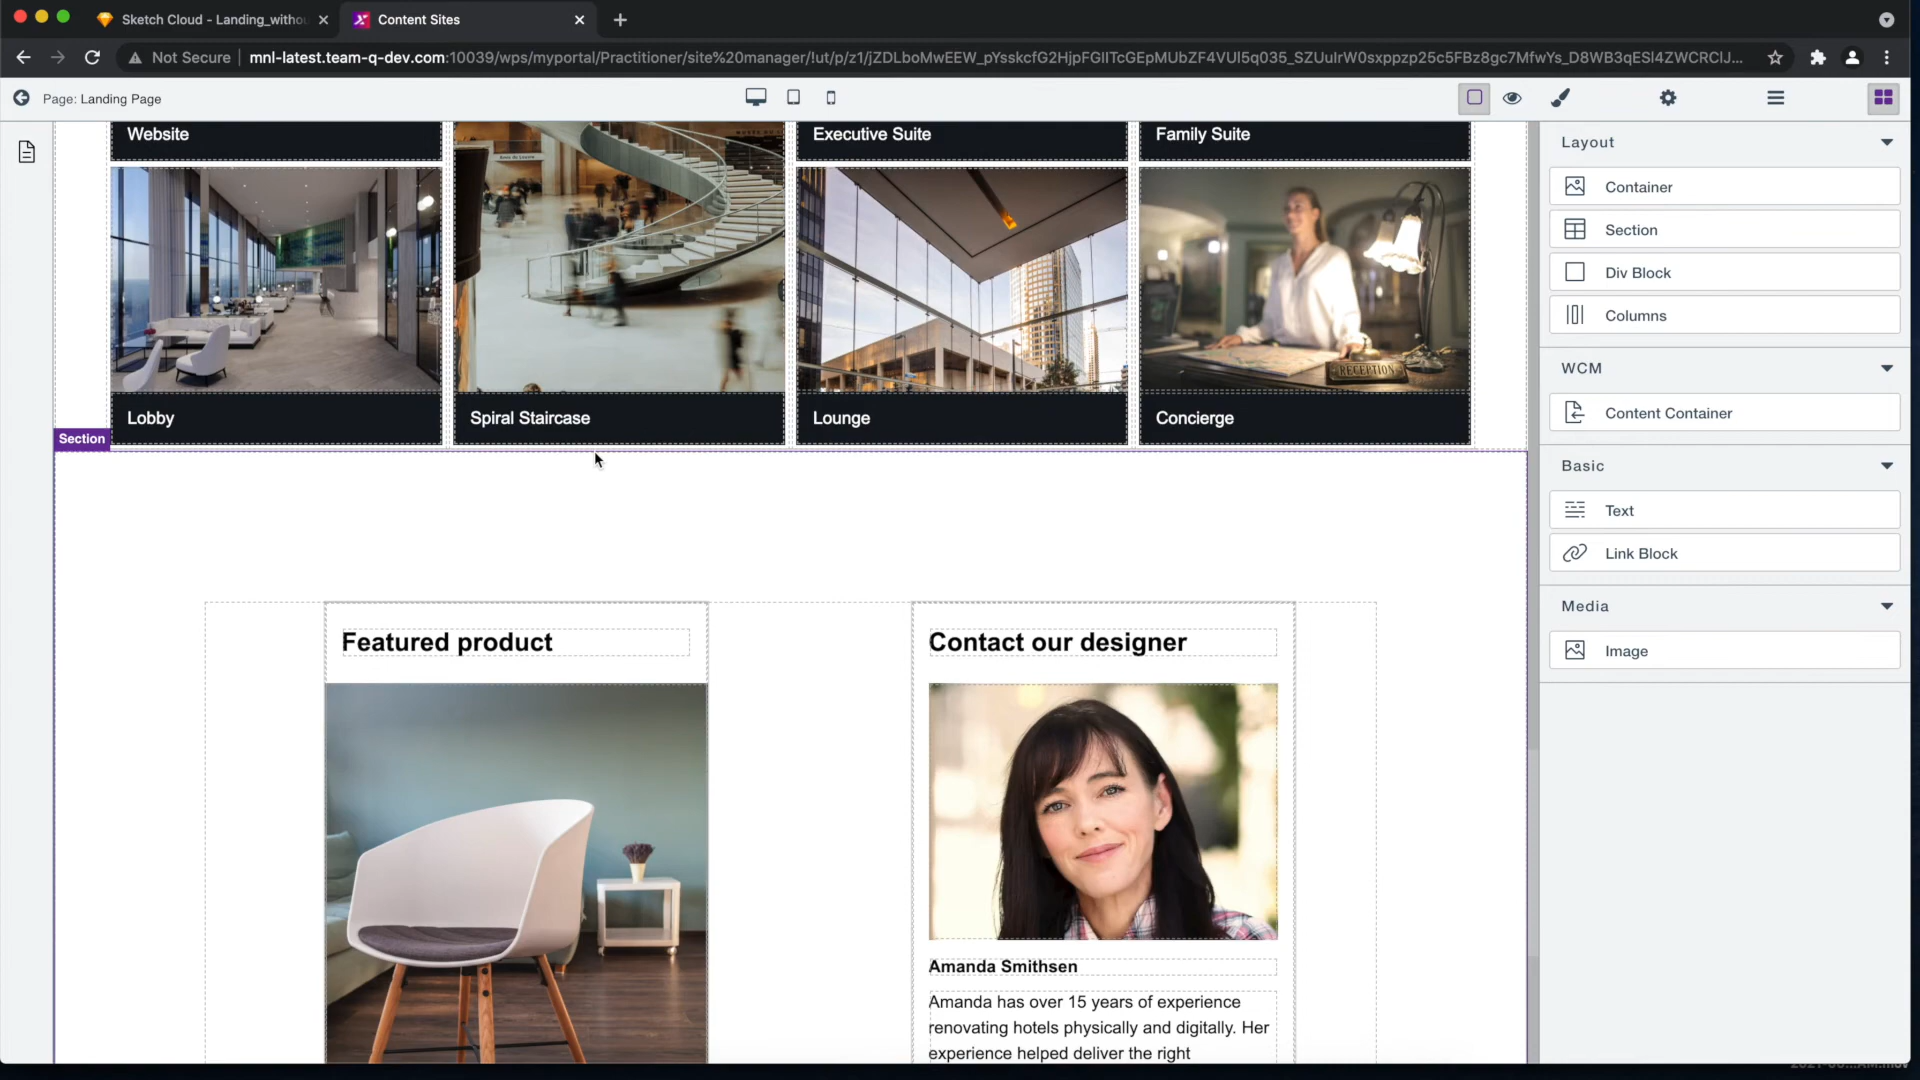 Sketch Cloud - Landing_withou
Content Sites
Not Secure
mnl-latest.team-q-dev.com:10039/wps/myportal/Practitioner/site%20manager/!ut/p/z1/jZDLboMwEEW_pYsskcfG2HjpFGIITcGEpMUbZF4VUl5q035_SZUulrW0sxppzp25c5FBz8gc7MfwYs_D8WB3qESl4ZWCRClJ...
Page: Landing Page
Website
Executive Suite
Family Suite
RECEPTION
Lobby
Spiral Staircase
Lounge
Concierge
Section
Featured product
Contact our designer
Amanda Smithsen
Amanda has over 15 years of experience
renovating hotels physically and digitally. Her
experience helped deliver the right
Layout
Container
Section
Div Block
Columns
WCM
Content Container
Basic
Text
Link Block
Media
Image